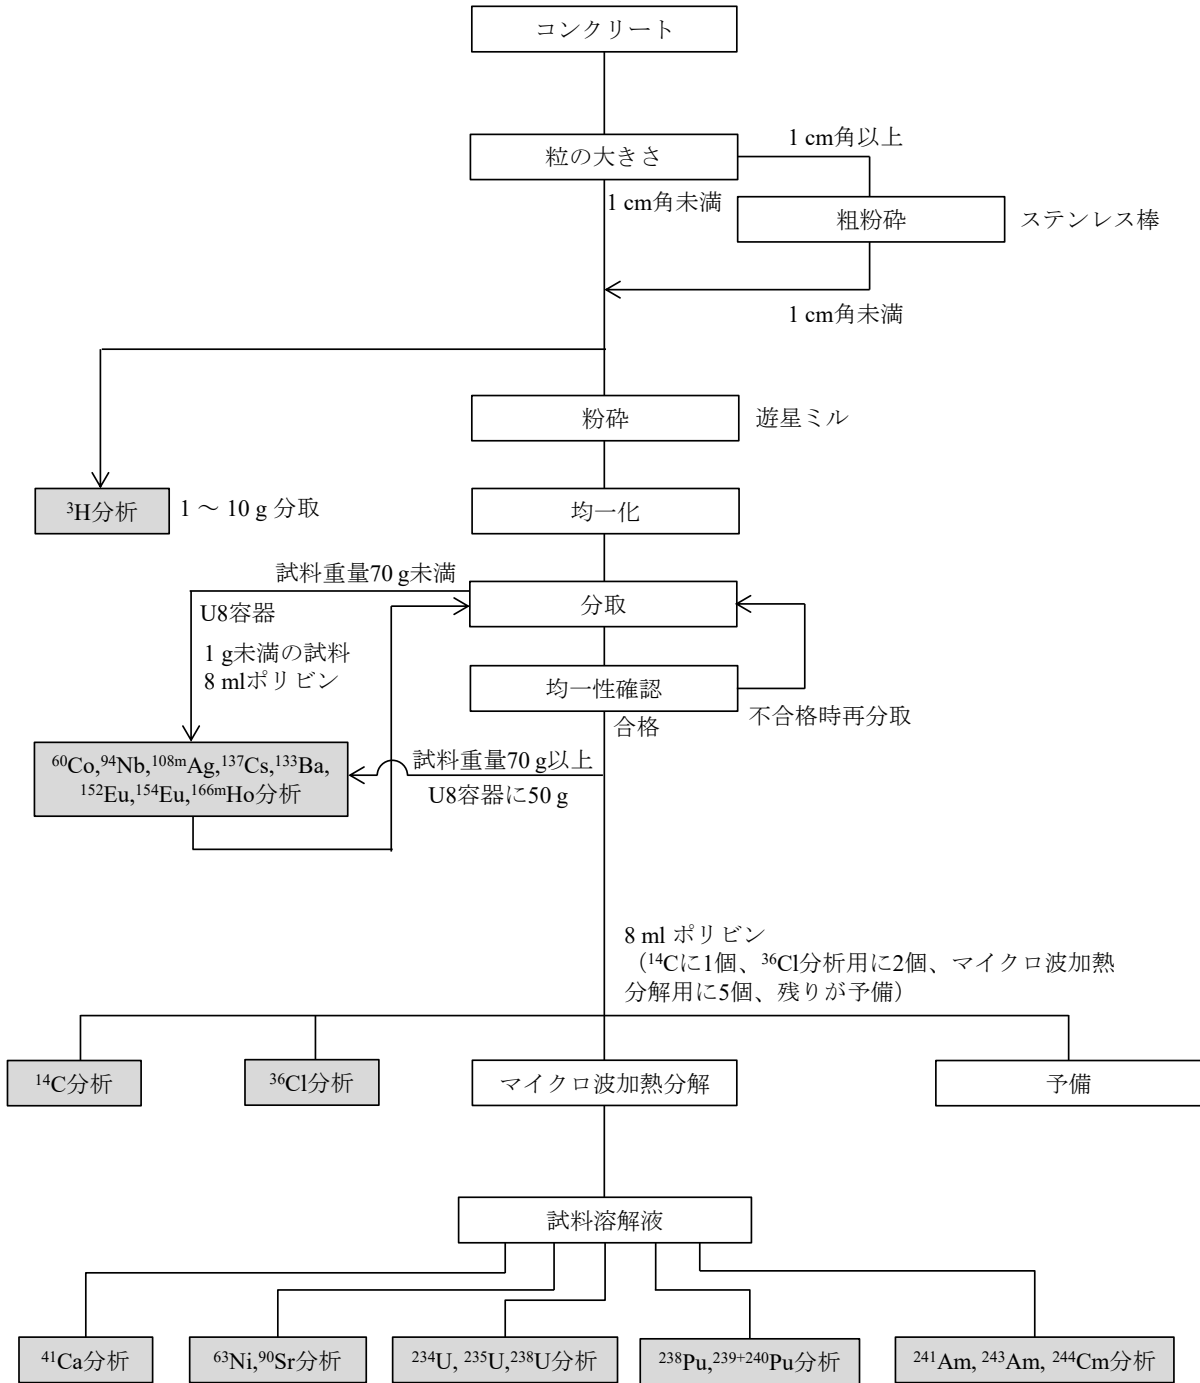 コンクリート
粒の大きさ
1 cm角以上
1 cm角未満
粗粉砕
ステンレス棒
1 cm角未満
粉砕
遊星ミル
³H分析
1 ～ 10 g 分取
均一化
試料重量70 g未満
分取
U8容器
1 g未満の試料
8 mlポリビン
均一性確認
不合格時再分取
合格
⁶⁰Co,⁹⁴Nb,¹⁰⁸ᵐAg,¹³⁷Cs,¹³³Ba,
¹⁵²Eu,¹⁵⁴Eu,¹⁶⁶ᵐHo分析
試料重量70 g以上
U8容器に50 g
8 ml ポリビン
（¹⁴Cに1個、³⁶Cl分析用に2個、マイクロ波加熱
分解用に5個、残りが予備）
¹⁴C分析
³⁶Cl分析
マイクロ波加熱分解
予備
試料溶解液
⁴¹Ca分析
⁶³Ni,⁹⁰Sr分析
²³⁴U, ²³⁵U,²³⁸U分析
²³⁸Pu,²³⁹⁺²⁴⁰Pu分析
²⁴¹Am, ²⁴³Am, ²⁴⁴Cm分析